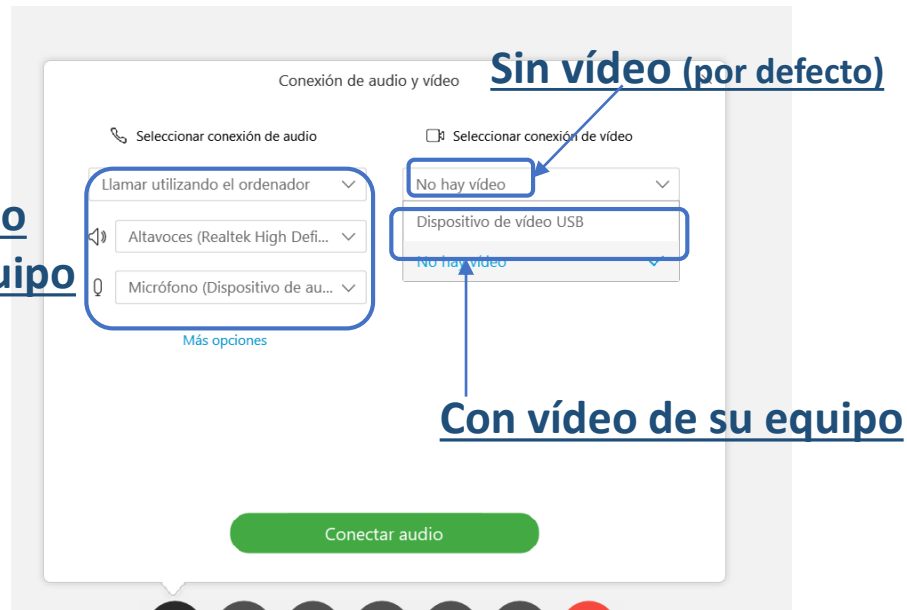 Sin vídeo (por defecto)
Conexión de audio y vídeo
Seleccionar conexión de audio
Seleccionar conexión de vídeo
Llamar utilizando el ordenador
No hay vídeo
o
Altavoces (Realtek High Defi...
Dispositivo de vídeo USB
uipo
No hay vídeo
Micrófono (Dispositivo de au...
Más opciones
Con vídeo de su equipo
Conectar audio